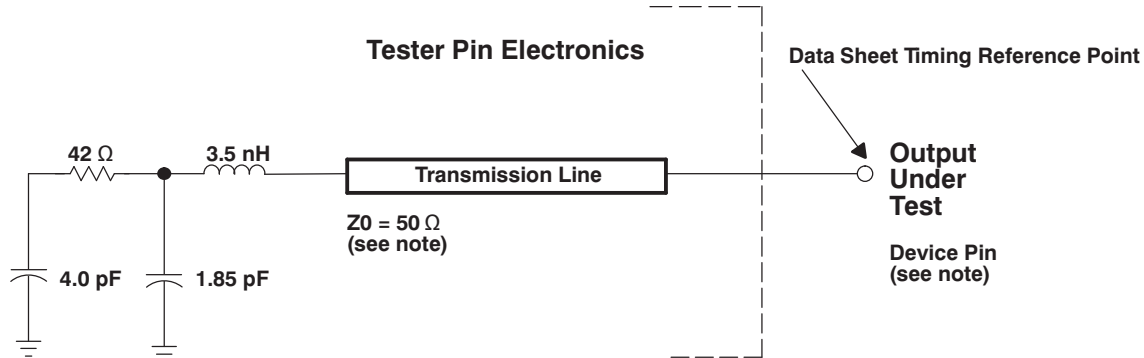 Tester Pin Electronics
Data Sheet Timing Reference Point
42 Ω
3.5 nH
Transmission Line
Output
Under
Test
Z0 = 50 Ω
(see note)
Device Pin
(see note)
4.0 pF
1.85 pF